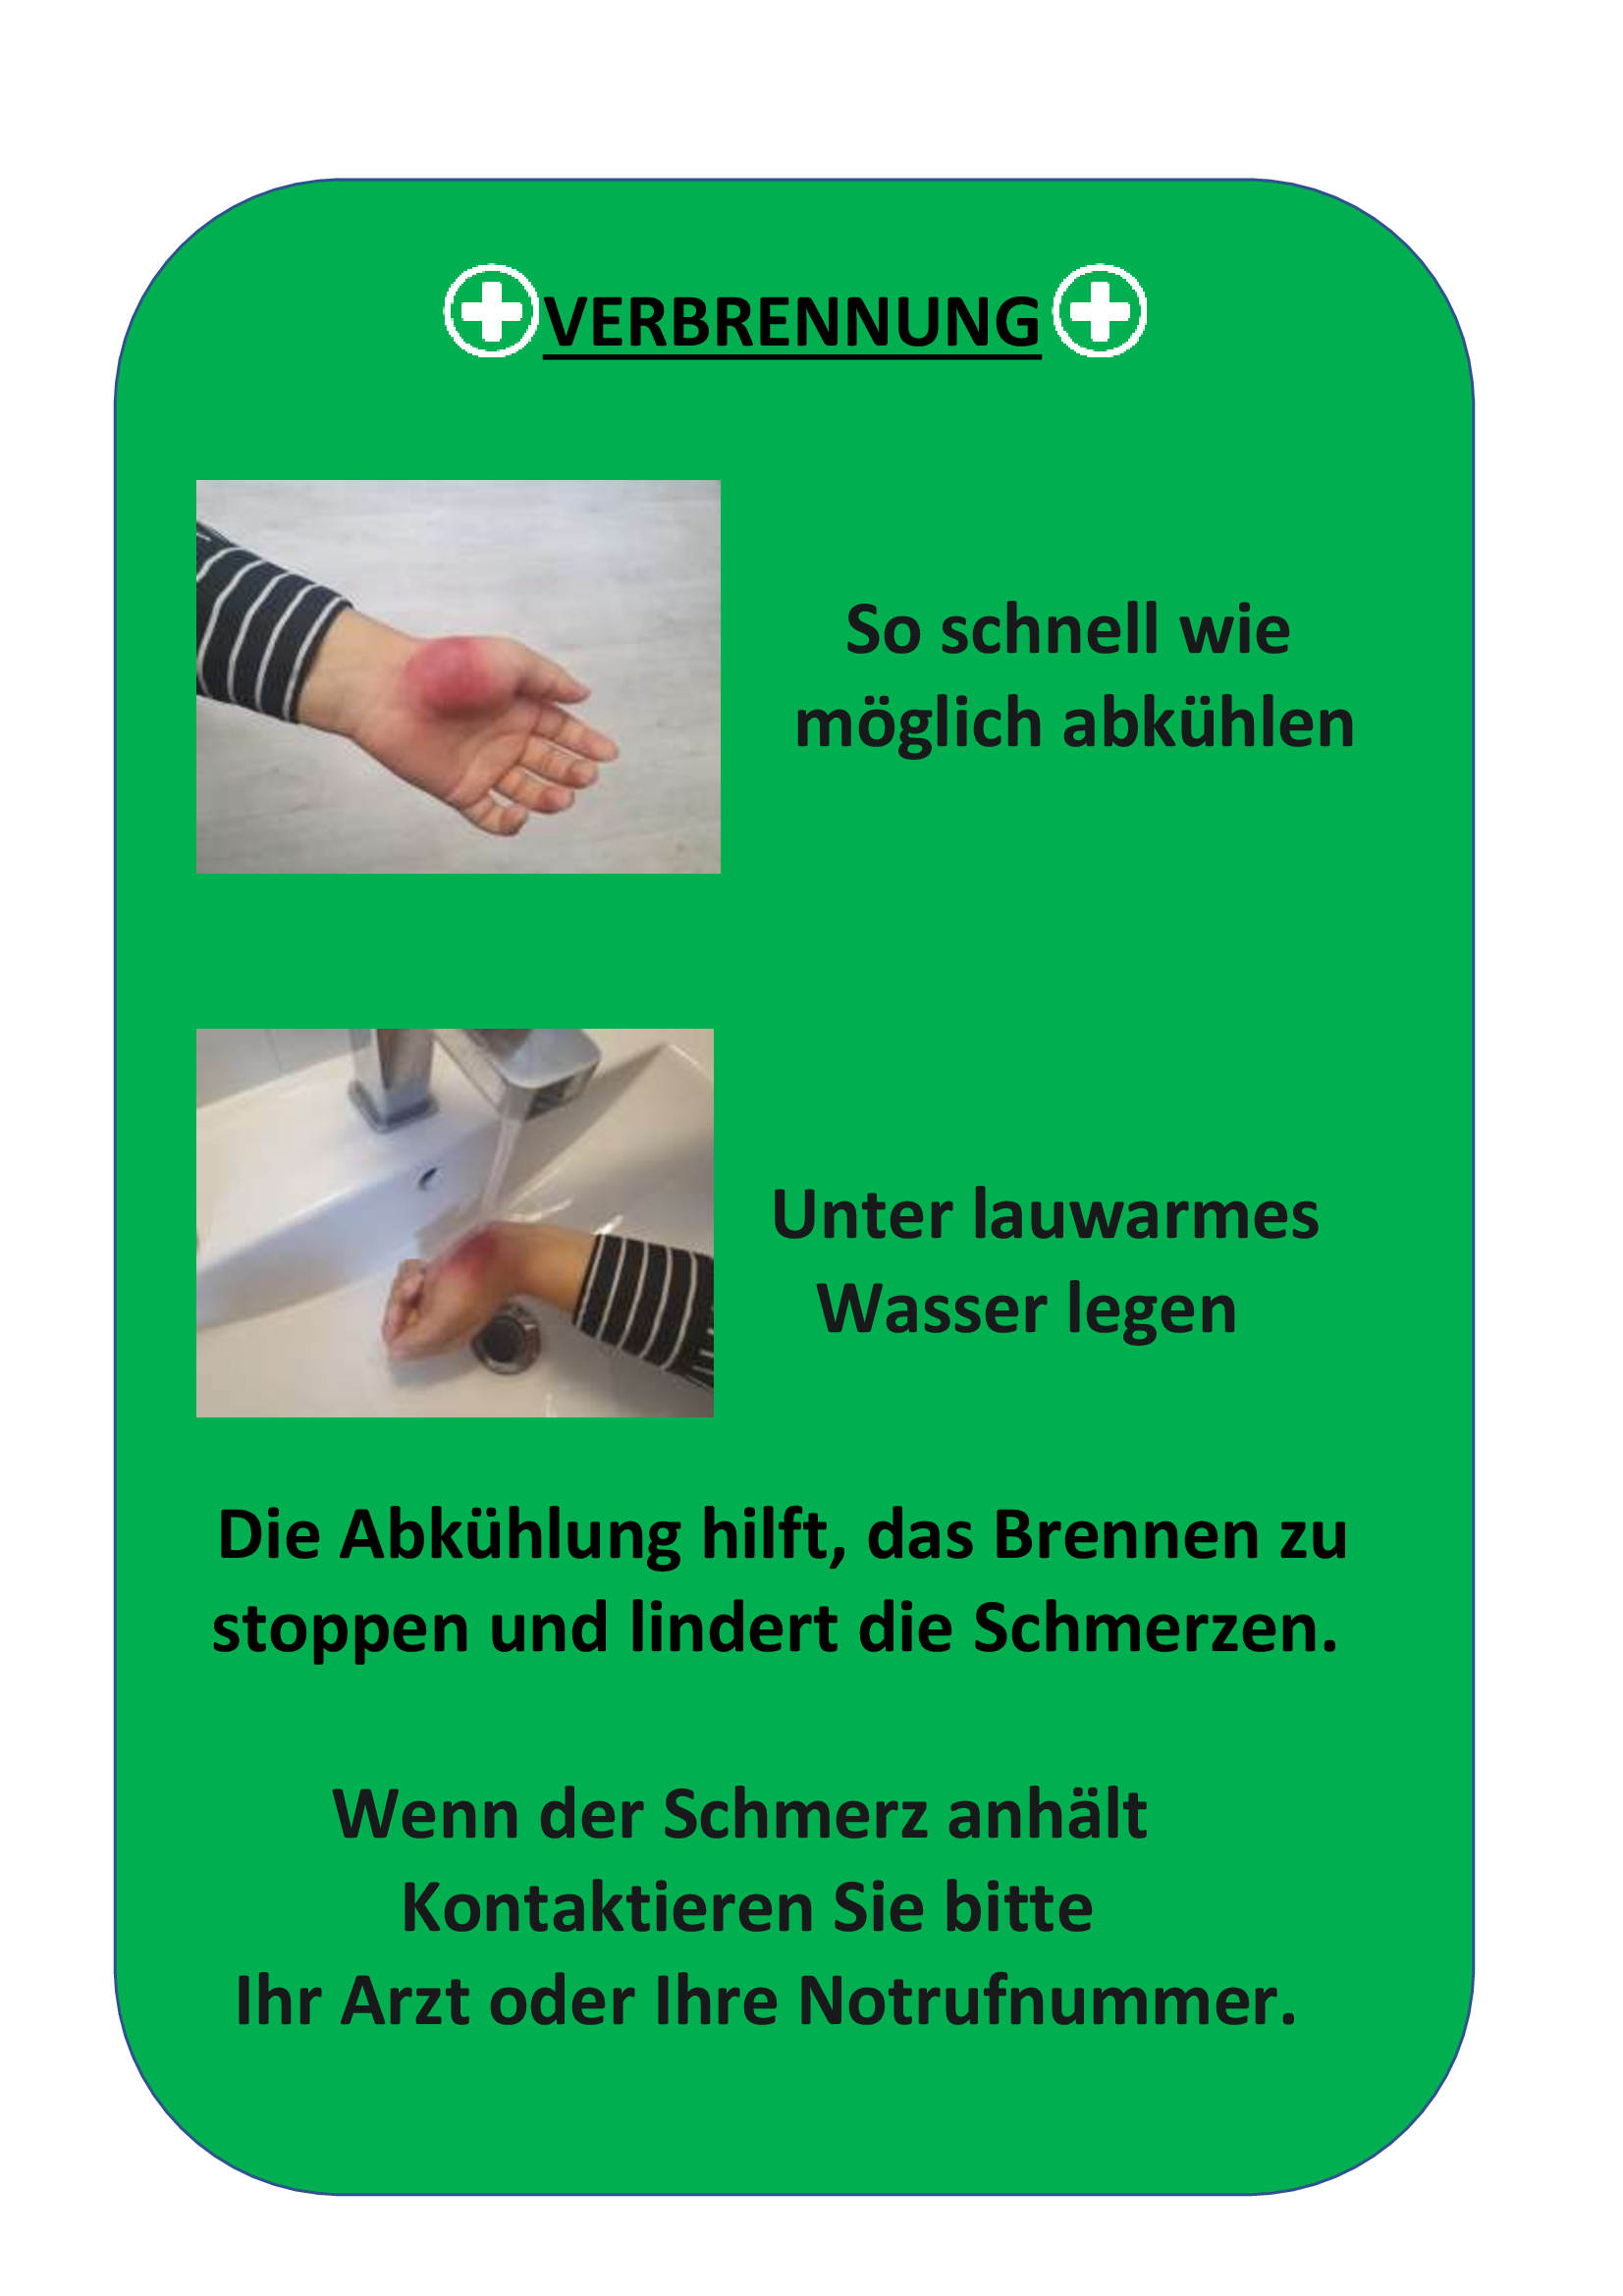 VERBRENNUNG
So schnell wie
möglich abkühlen
Unter lauwarmes
Wasser legen
Die Abkühlung hilft, das Brennen zu
stoppen und lindert die Schmerzen.
Wenn der Schmerz anhält
Kontaktieren Sie bitte
Ihr Arzt oder Ihre Notrufnummer.